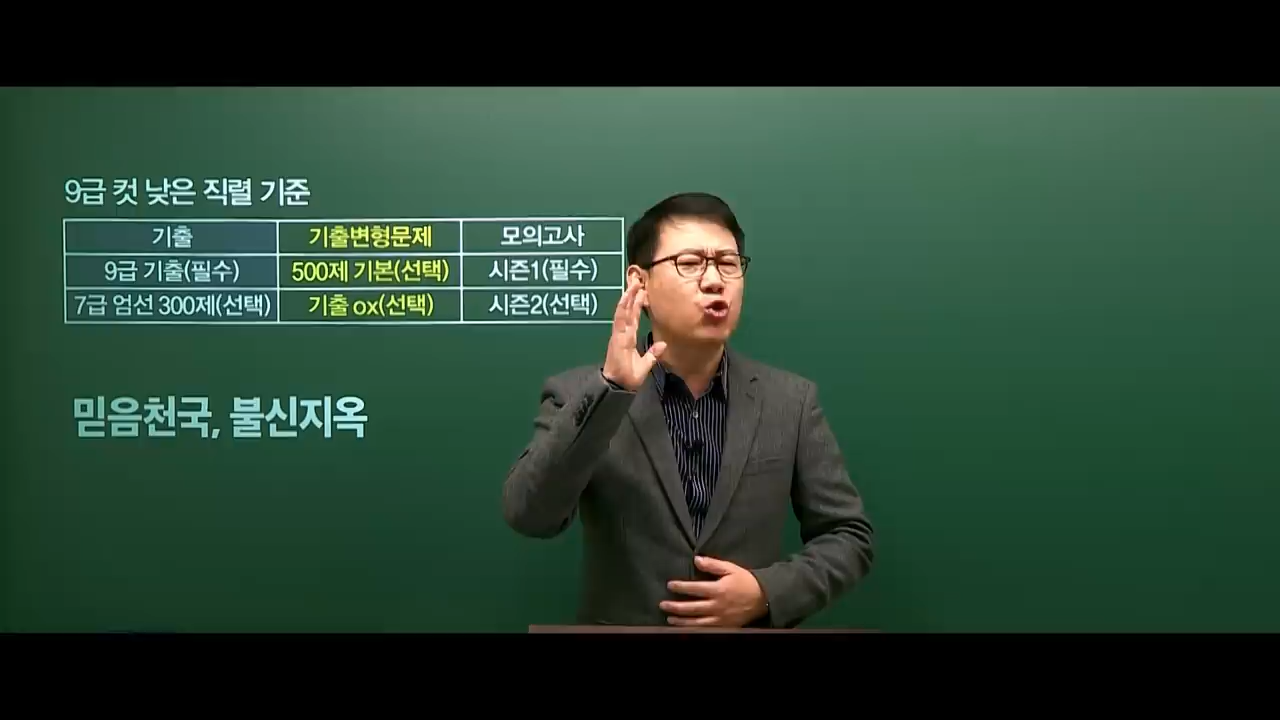 9급 컷 낮은 직렬 기준
기출 기출변형문제 모의고사
9급 기출(필수) 500제 기본(선택) 시즌1(필수)
7급 엄선 300제(선택) 기출 ox(선택) 시즌2(선택)
믿음천국, 불신지옥